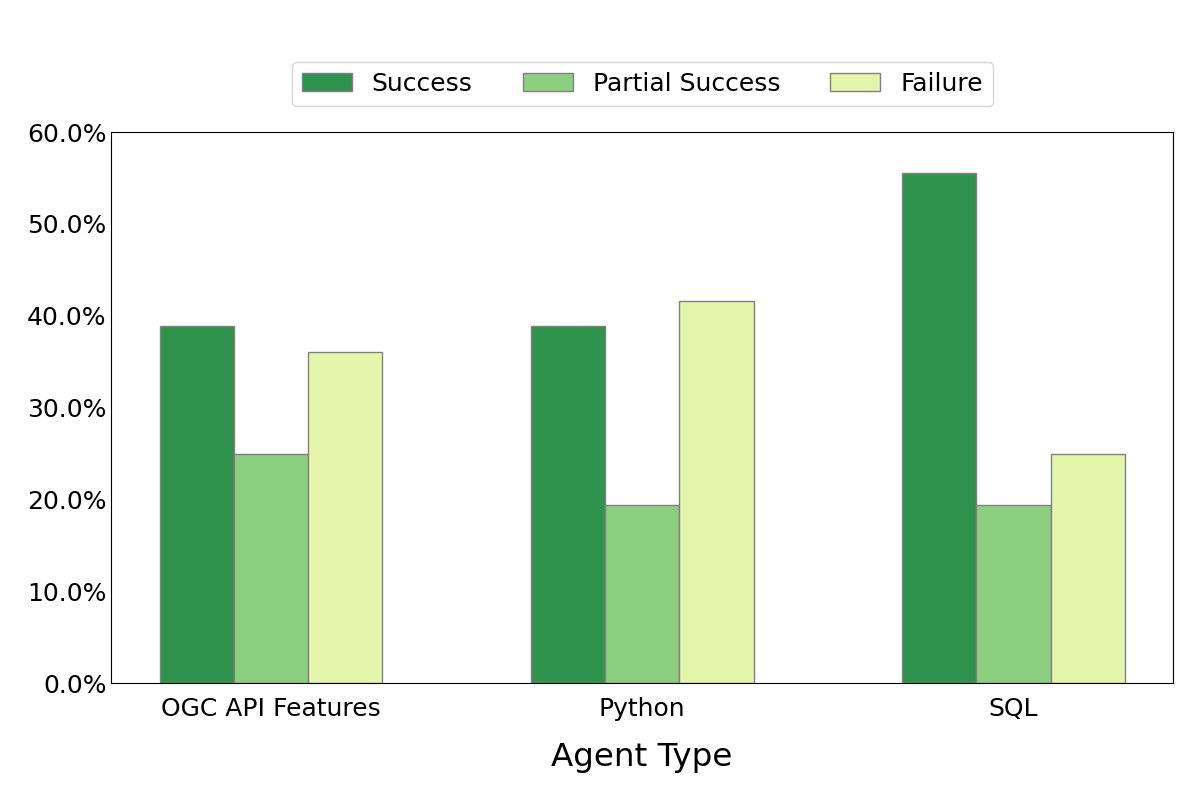 Success Partial Success Failure
60.0%
50.0%
40.0%
30.0%
20.0%
10.0%
0.0%
OGC API Features Python SQL
Agent Type